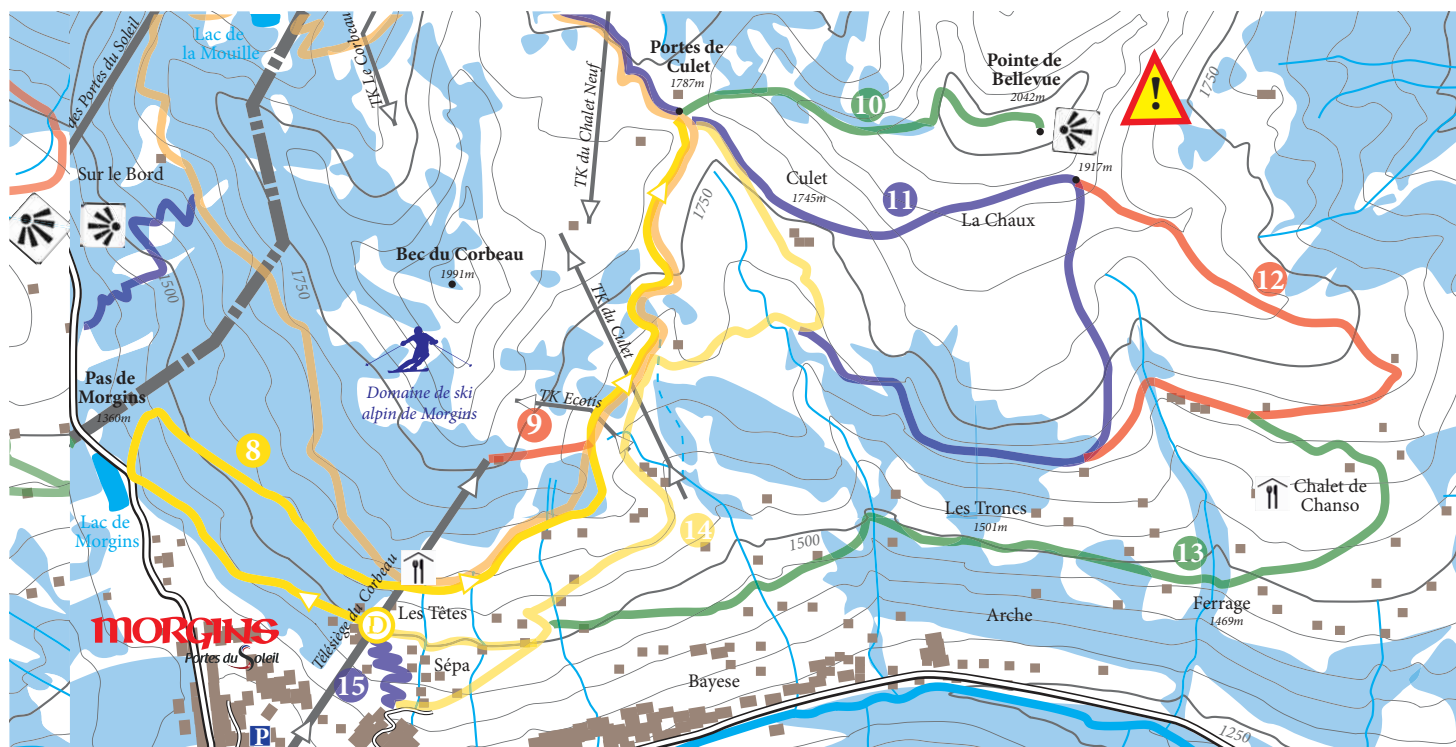 des Portes du Soleil
Lac de
la Mouille
TK Le Corbeau
TK du Chalet Neuf
Portes de
Culet
1787m
Pointe de
Bellevue
2042m
!
1750
10
Sur le Bord
1500
1750
Bec du Corbeau
1991m
1750
Culet
1745m
11
La Chaux
1917m
12
TK du Culet
Domaine de ski
alpin de Morgins
TK Ecotis
Pas de
Morgins
1360m
8
9
Lac de
Morgins
14
1500
Les Troncs
1501m
Chalet de
Chanso
13
Ferrage
1469m
Arche
Télésiège du Corbeau
Les Têtes
D
MORGINS
Portes du Soleil
15
Sépa
Bayese
P
1250